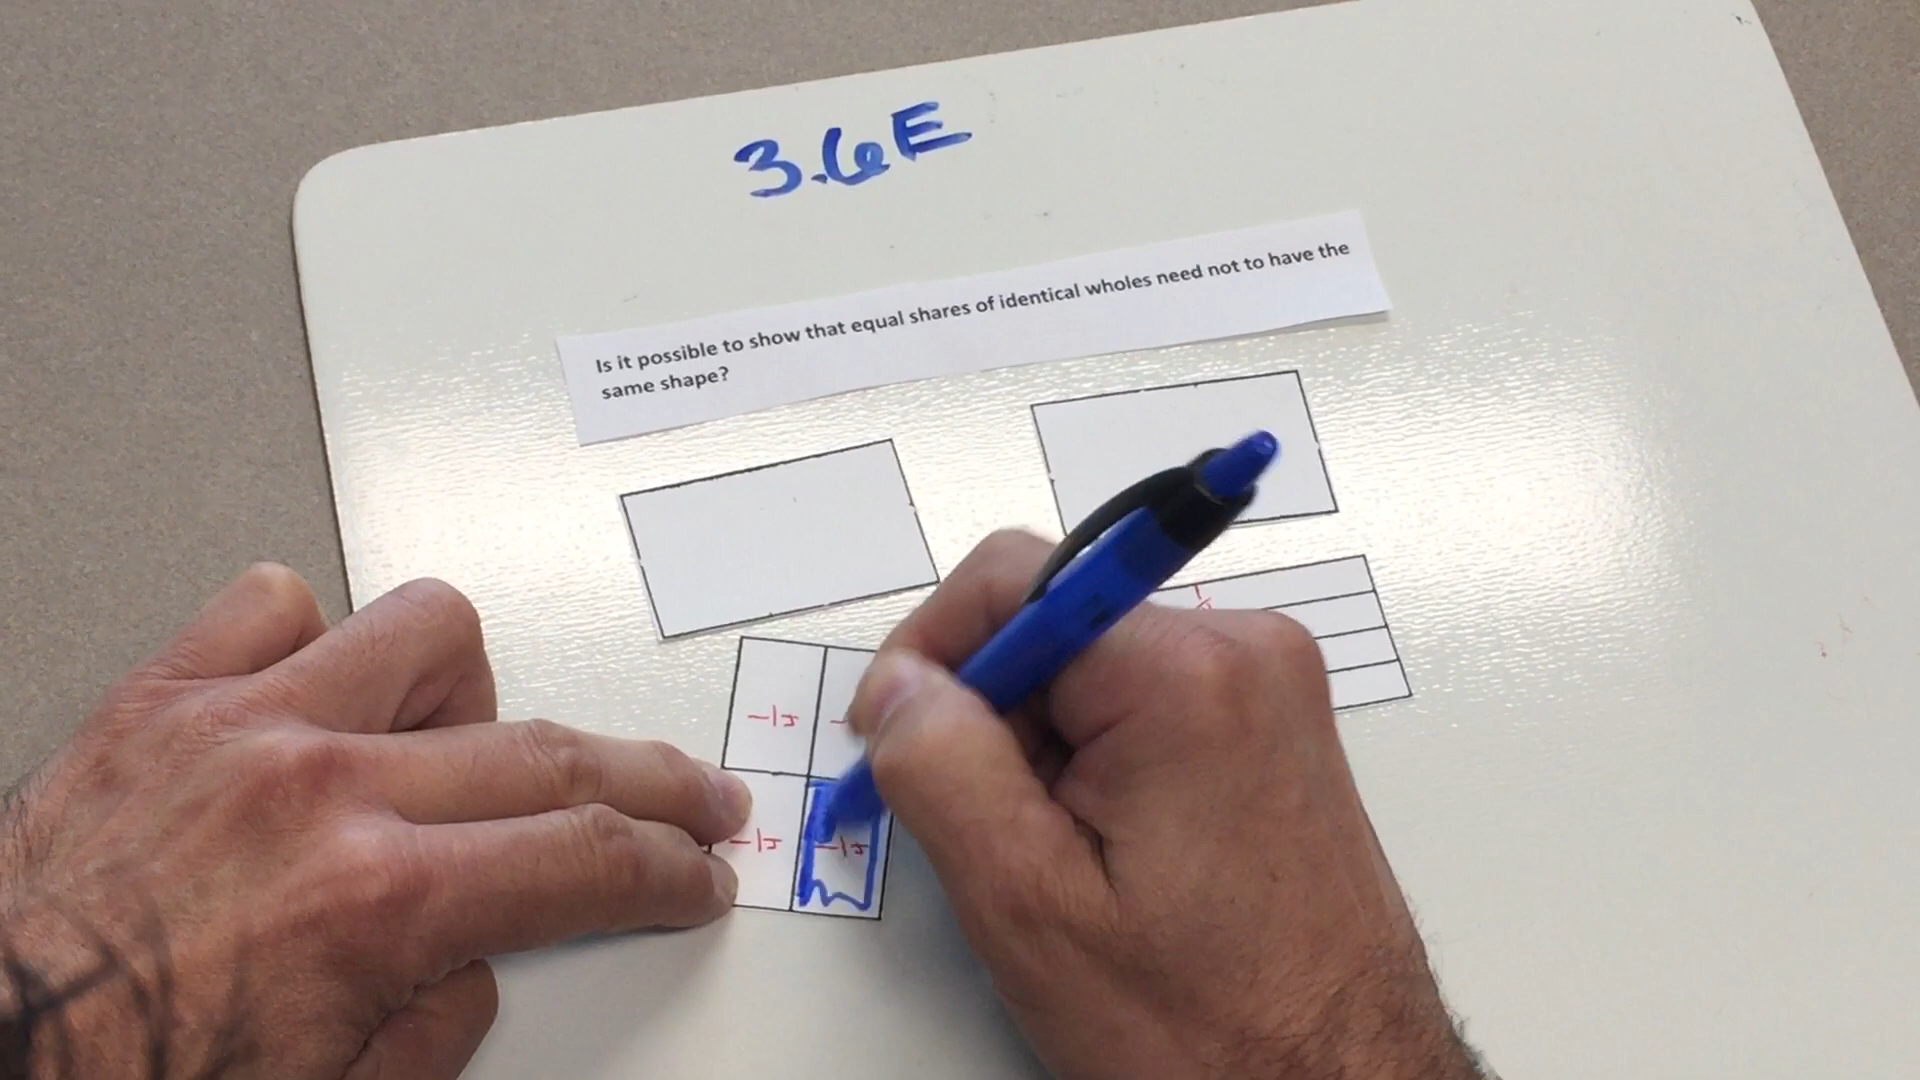 3.6E
Is it possible to show that equal shares of identical wholes need not to have the
same shape?